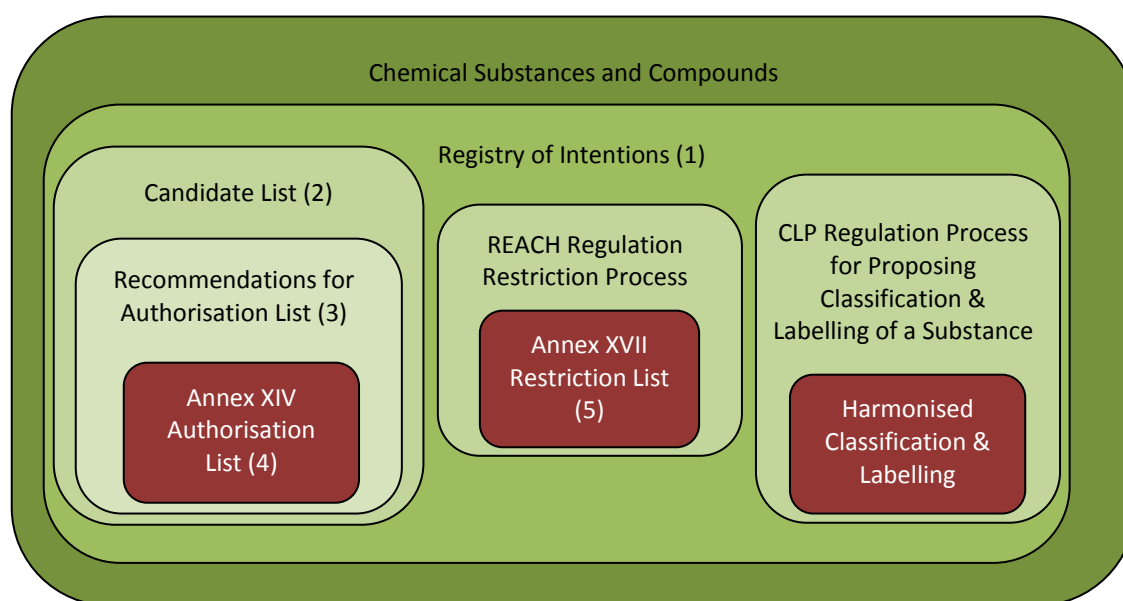 Chemical Substances and Compounds
Registry of Intentions (1)
Candidate List (2)
Recommendations for
Authorisation List (3)
Annex XIV
Authorisation
List (4)
REACH Regulation
Restriction Process
Annex XVII
Restriction List
(5)
CLP Regulation Process
for Proposing
Classification &
Labelling of a Substance
Harmonised
Classification &
Labelling